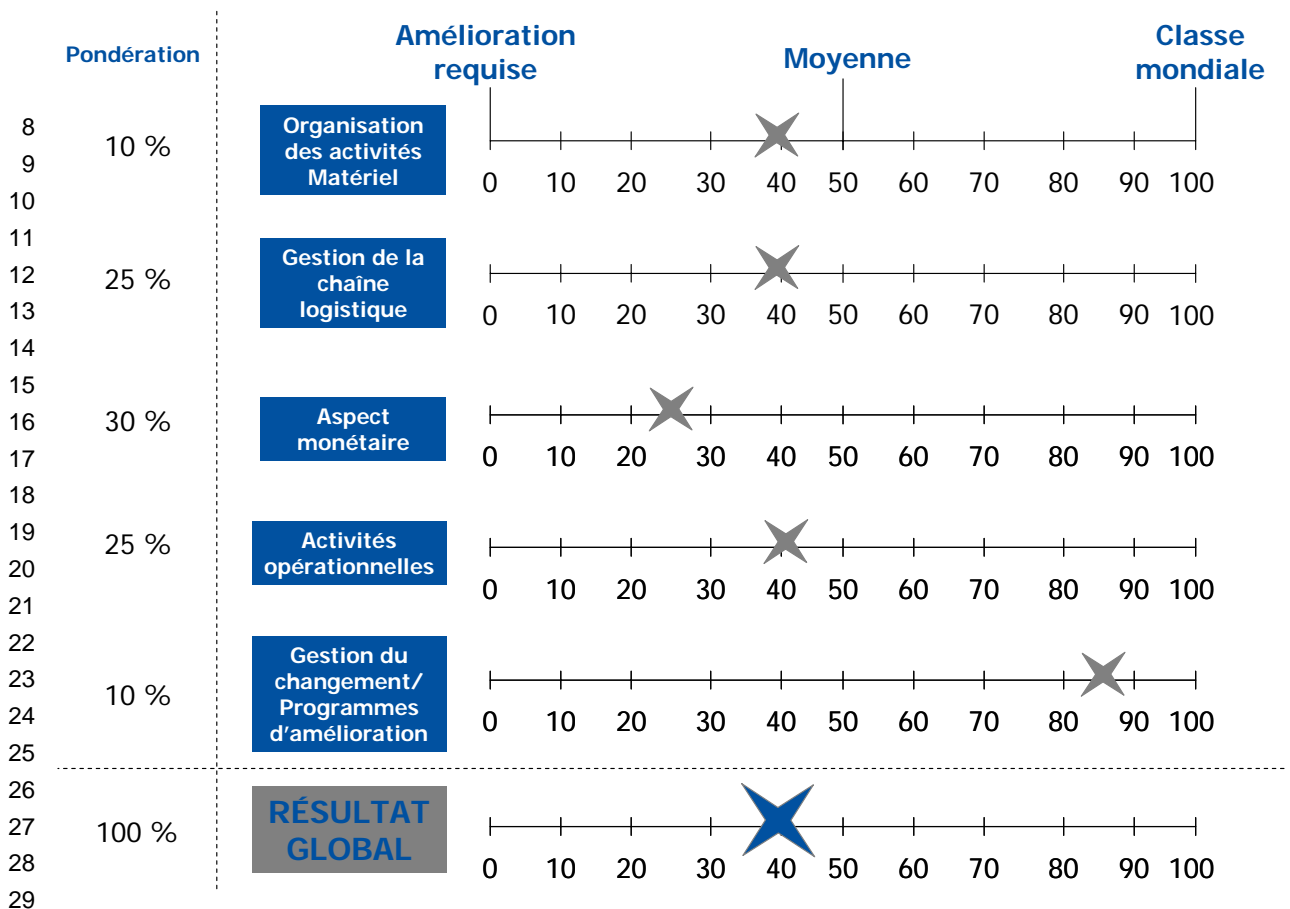 Pondération
Amélioration
requise
Moyenne
Classe
mondiale
8
9
10
10 %
Organisation
des activités
Matériel
0 10 20 30 40 50 60 70 80 90 100
11
12
13
14
25 %
Gestion de la
chaîne
logistique
0 10 20 30 40 50 60 70 80 90 100
15
16
17
18
30 %
Aspect
monétaire
0 10 20 30 40 50 60 70 80 90 100
19
20
21
25 %
Activités
opérationnelles
0 10 20 30 40 50 60 70 80 90 100
22
23
24
25
10 %
Gestion du
changement/
Programmes
d'amélioration
0 10 20 30 40 50 60 70 80 90 100
26
27
28
29
100 %
RÉSULTAT
GLOBAL
0 10 20 30 40 50 60 70 80 90 100